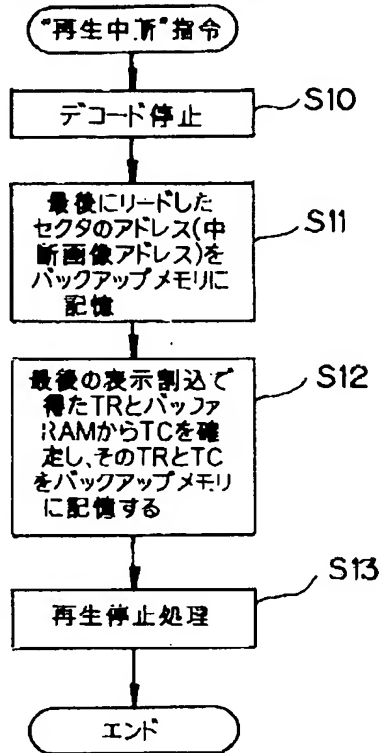 "再生中断"指令
デコード停止
S10
最後にリードした
セクタのアドレス(中
断画像アドレス)を
バックアップメモリに
記憶
S11
最後の表示割込で
得たTRとバッファ
RAMからTCを確
定し、そのTRとTC
をバックアップメモリ
に記憶する
S12
再生停止処理
S13
エンド